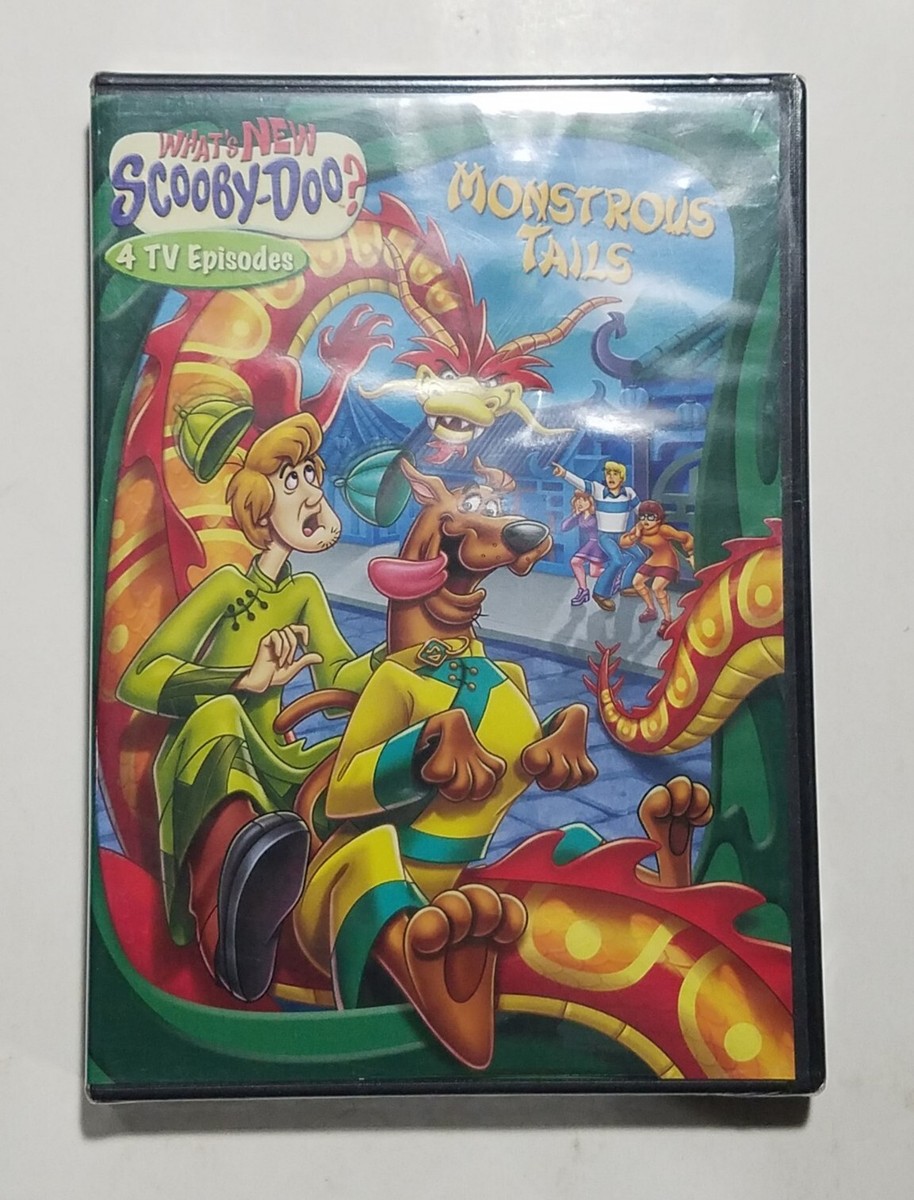 WHAT'S NEW
SCOOBY-DOO?
4 TV Episodes
MONSTROUS
TAILS